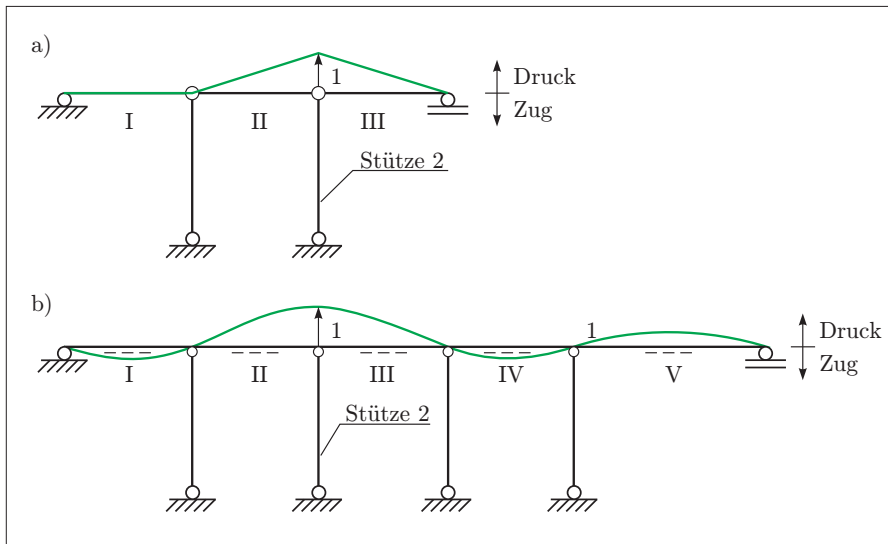 a)
1
Druck
Zug
I II III
Stütze 2
b)
1 1
Druck
Zug
I II III IV V
Stütze 2